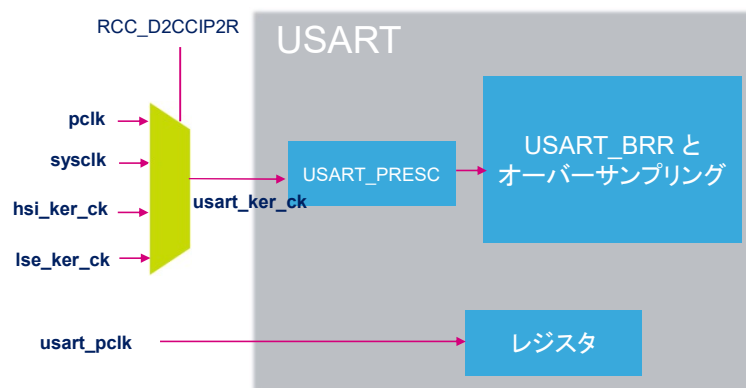 RCC_D2CCIP2R
USART
pclk
sysclk
hsi_ker_ck
lse_ker_ck
usart_ker_ck
USART_PRESC
USART_BRR と
オーバーサンプリング
usart_pclk
レジスタ